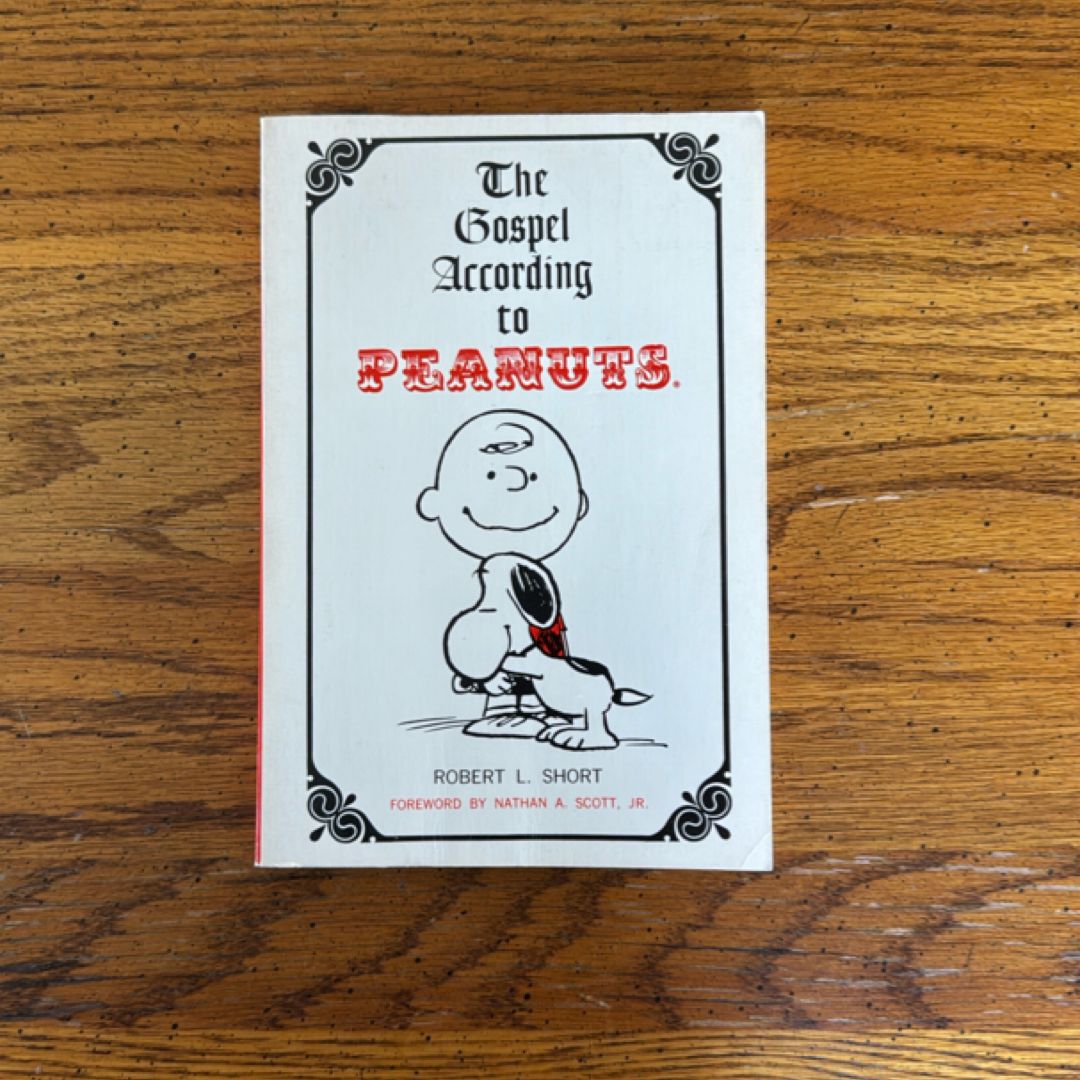 The
Gospel
According
to
PEANUTS.
ROBERT L. SHORT
FOREWORD BY NATHAN A. SCOTT, JR.